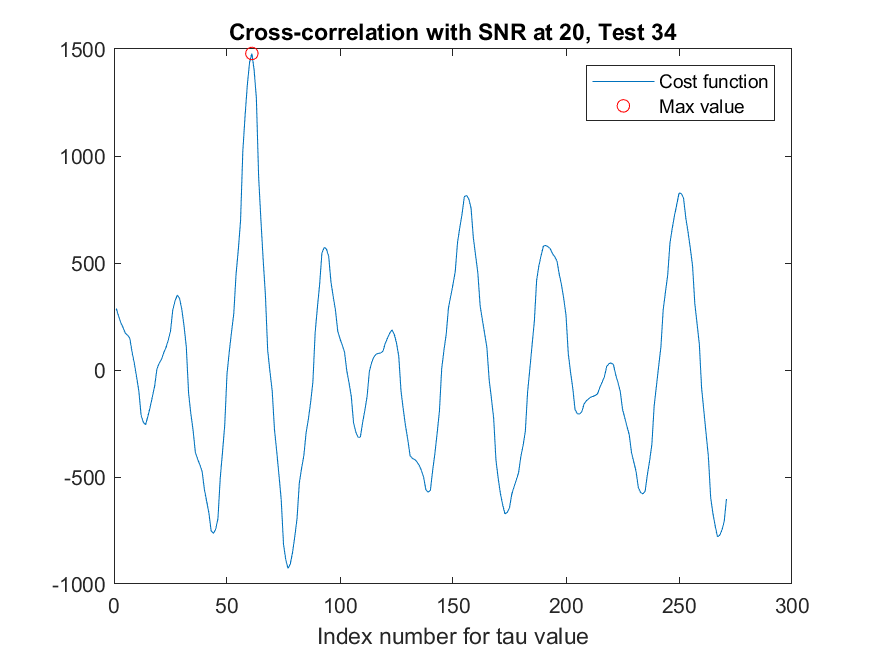 Cross-correlation with SNR at 20, Test 34
1500
1000
500
0
-500
-1000
0 50 100 150 200 250 300
Index number for tau value
Cost function
Max value